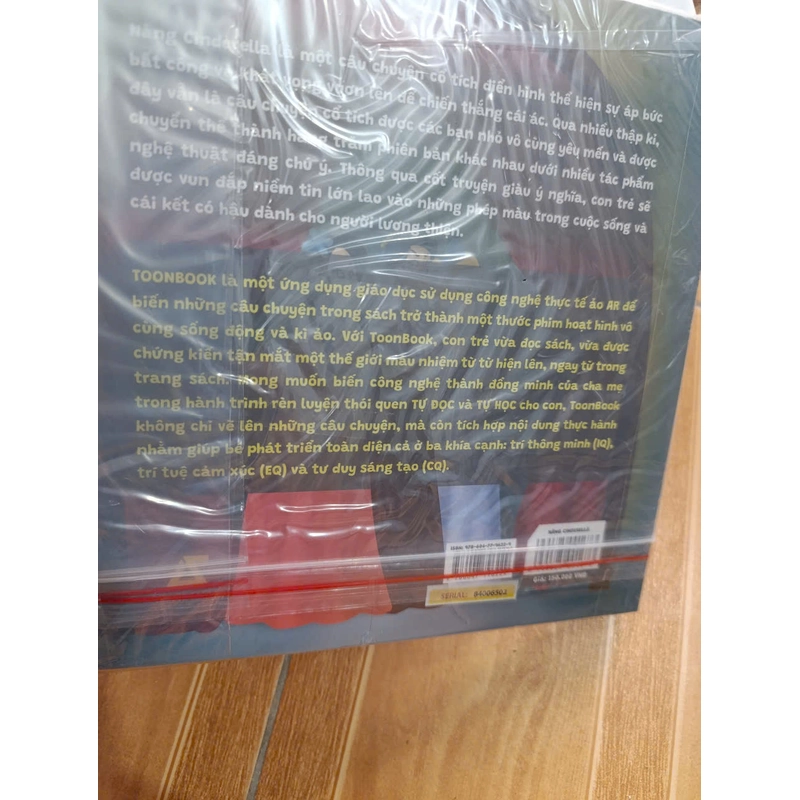 Nàng Cinderella là một câu chuyện cổ tích điển hình thể hiện sự áp bức
bất công và khát vọng vươn lên để chiến thắng cái ác. Qua nhiều thập kỉ,
đây vẫn là câu chuyện cổ tích được các bạn nhỏ vô cùng yêu mến và được
chuyển thể thành hàng trăm phiên bản khác nhau dưới nhiều tác phẩm
nghệ thuật đáng chú ý. Thông qua cốt truyện giàu ý nghĩa, con trẻ sẽ
được vun đắp niềm tin lớn lao vào những phép màu trong cuộc sống và
cái kết có hậu dành cho người lương thiện.
TOONBOOK là một ứng dụng giáo dục sử dụng công nghệ thực tế ảo AR để
biến những câu chuyện trong sách trở thành một thước phim hoạt hình vô
cùng sống động và kì ảo. Với ToonBook, con trẻ vừa đọc sách, vừa được
chứng kiến tận mắt một thế giới màu nhiệm từ từ hiện lên, ngay từ trong
trang sách. Mong muốn biến công nghệ thành đồng minh của cha mẹ
trong hành trình rèn luyện thói quen TỰ ĐỌC và TỰ HỌC cho con, ToonBook
không chỉ vẽ lên những câu chuyện, mà còn tích hợp nội dung thực hành
nhằm giúp bé phát triển toàn diện cả ở ba khía cạnh: trí thông minh (IQ),
trí tuệ cảm xúc (EQ) và tư duy sáng tạo (CQ).
NÀNG CINDERELLA
ISBN:
Giá: VNĐ
SERIAL: